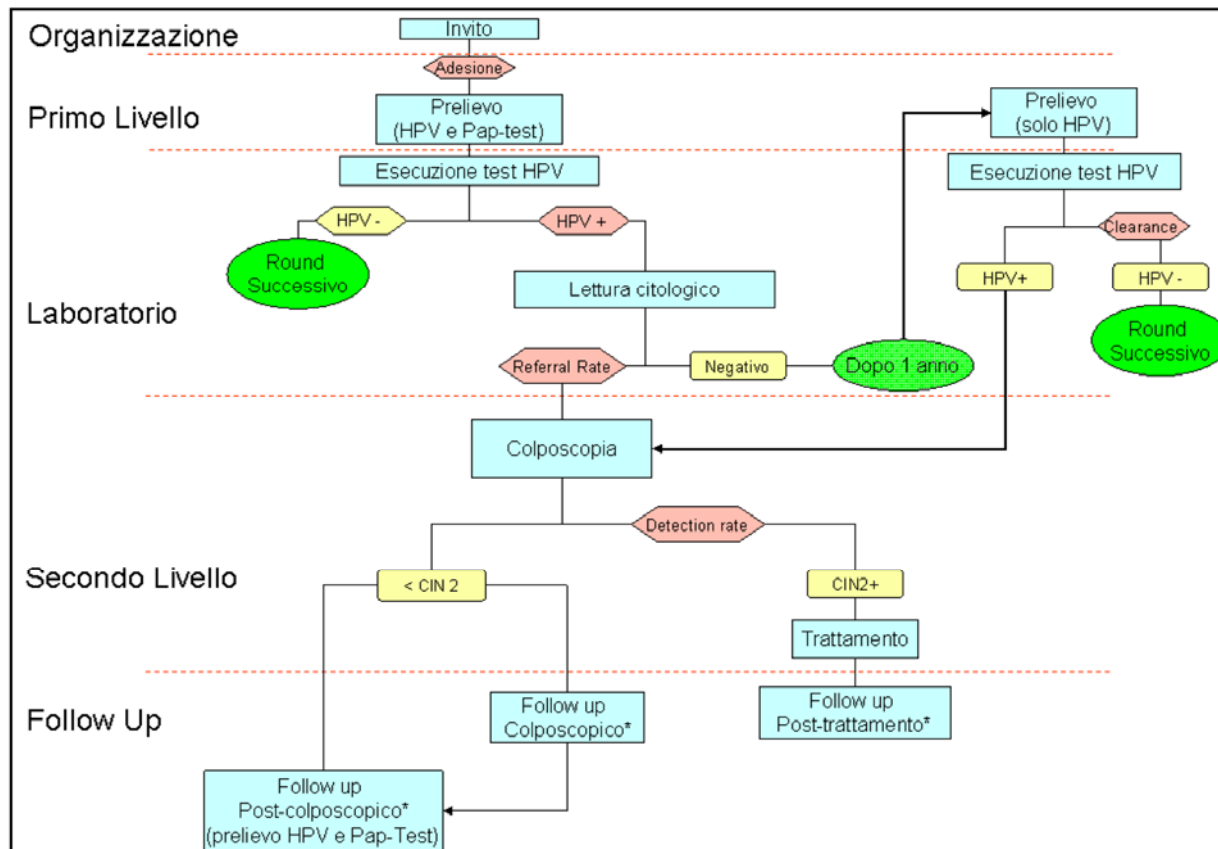 Organizzazione
Invito
Adesione
Primo Livello
Prelievo
(HPV e Pap-test)
Prelievo
(solo HPV)
Esecuzione test HPV
Esecuzione test HPV
HPV -
HPV +
Clearance
Round
Successivo
Lettura citologico
HPV+
HPV -
Laboratorio
Round
Successivo
Referral Rate
Negativo
Dopo 1 anno
Colposcopia
Detection rate
Secondo Livello
< CIN 2
CIN2+
Trattamento
Follow Up
Follow up
Colposcopico*
Follow up
Post-trattamento*
Follow up
Post-colposcopico*
(prelievo HPV e Pap-Test)